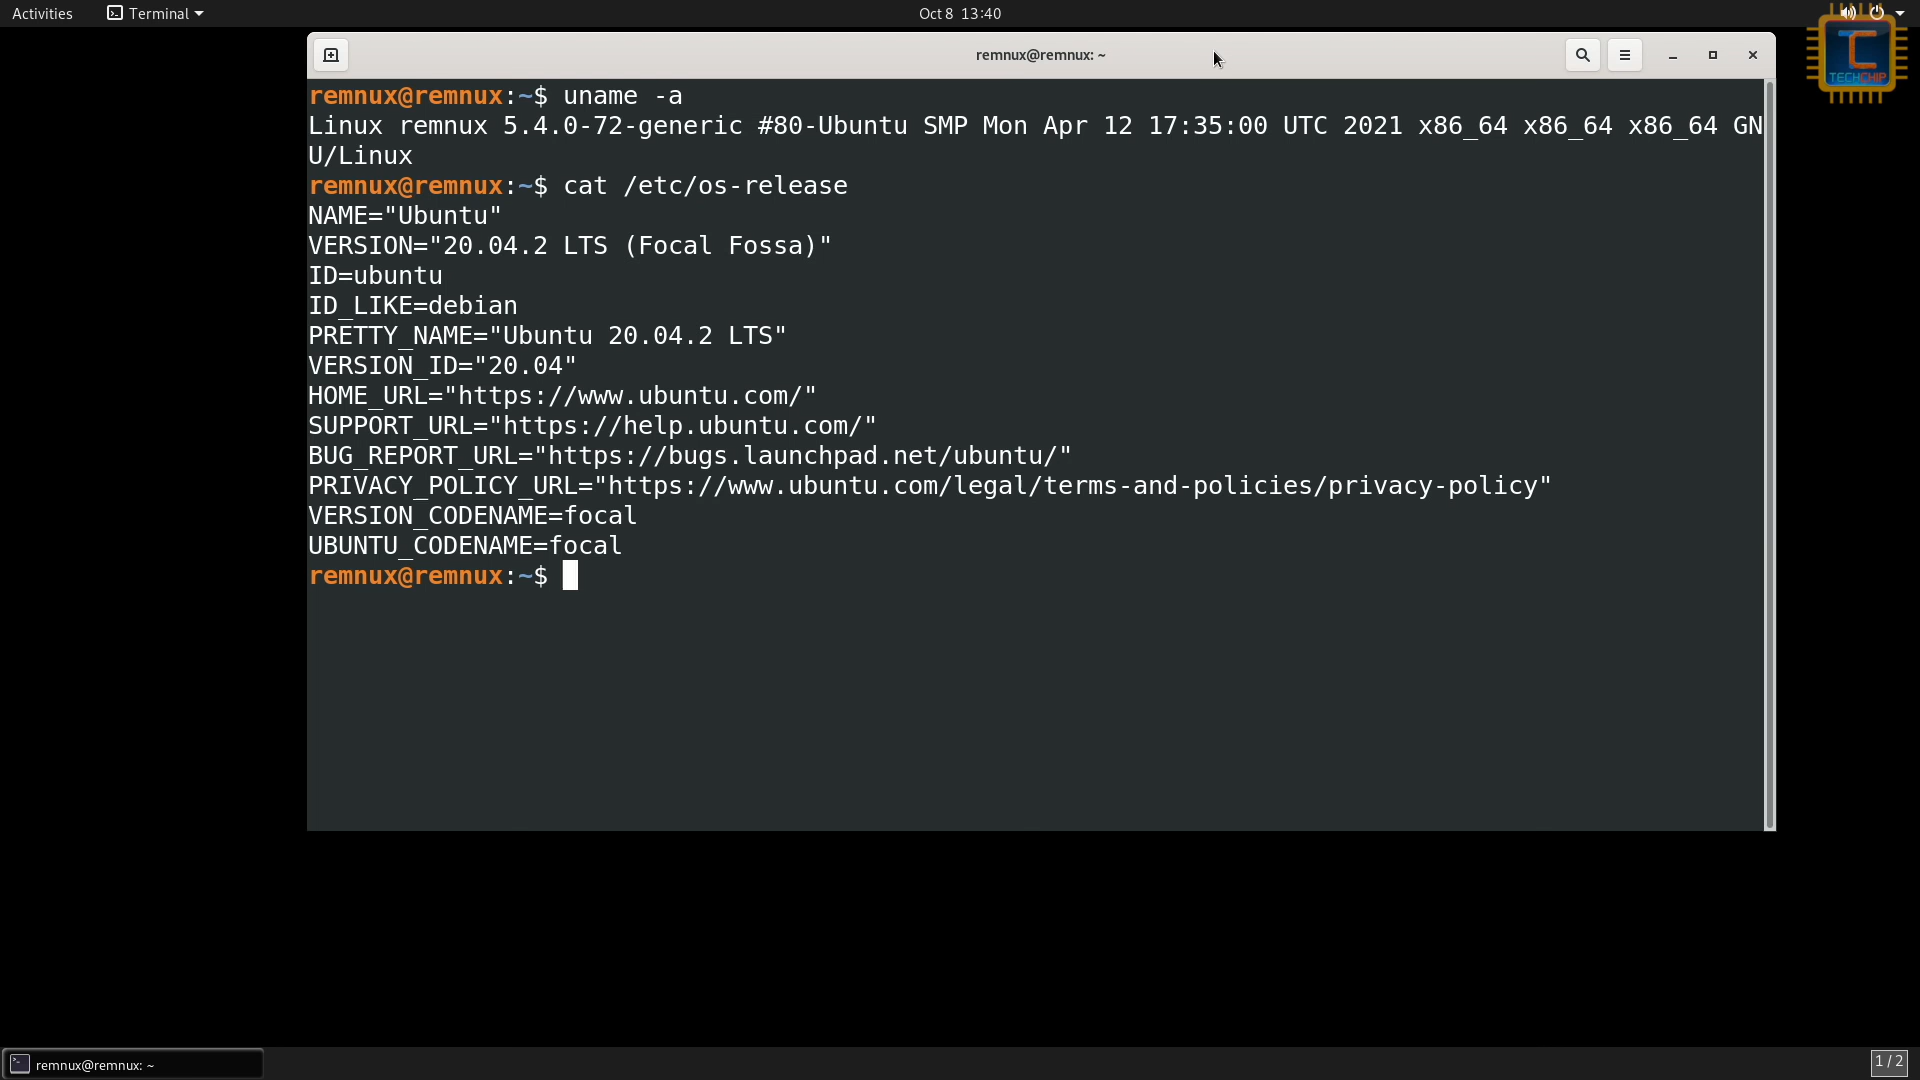 Activities Terminal Oct 8 13:40
TECHCHIP
remnux@remnux: ~
remnux@remnux:~$ uname -a
Linux remnux 5.4.0-72-generic #80-Ubuntu SMP Mon Apr 12 17:35:00 UTC 2021 x86_64 x86_64 x86_64 GN
U/Linux
remnux@remnux:~$ cat /etc/os-release
NAME="Ubuntu"
VERSION="20.04.2 LTS (Focal Fossa)"
ID=ubuntu
ID_LIKE=debian
PRETTY_NAME="Ubuntu 20.04.2 LTS"
VERSION_ID="20.04"
HOME_URL="https://www.ubuntu.com/"
SUPPORT_URL="https://help.ubuntu.com/"
BUG_REPORT_URL="https://bugs.launchpad.net/ubuntu/"
PRIVACY_POLICY_URL="https://www.ubuntu.com/legal/terms-and-policies/privacy-policy"
VERSION_CODENAME=focal
UBUNTU_CODENAME=focal
remnux@remnux:~$
remnux@remnux: ~ 1 / 2